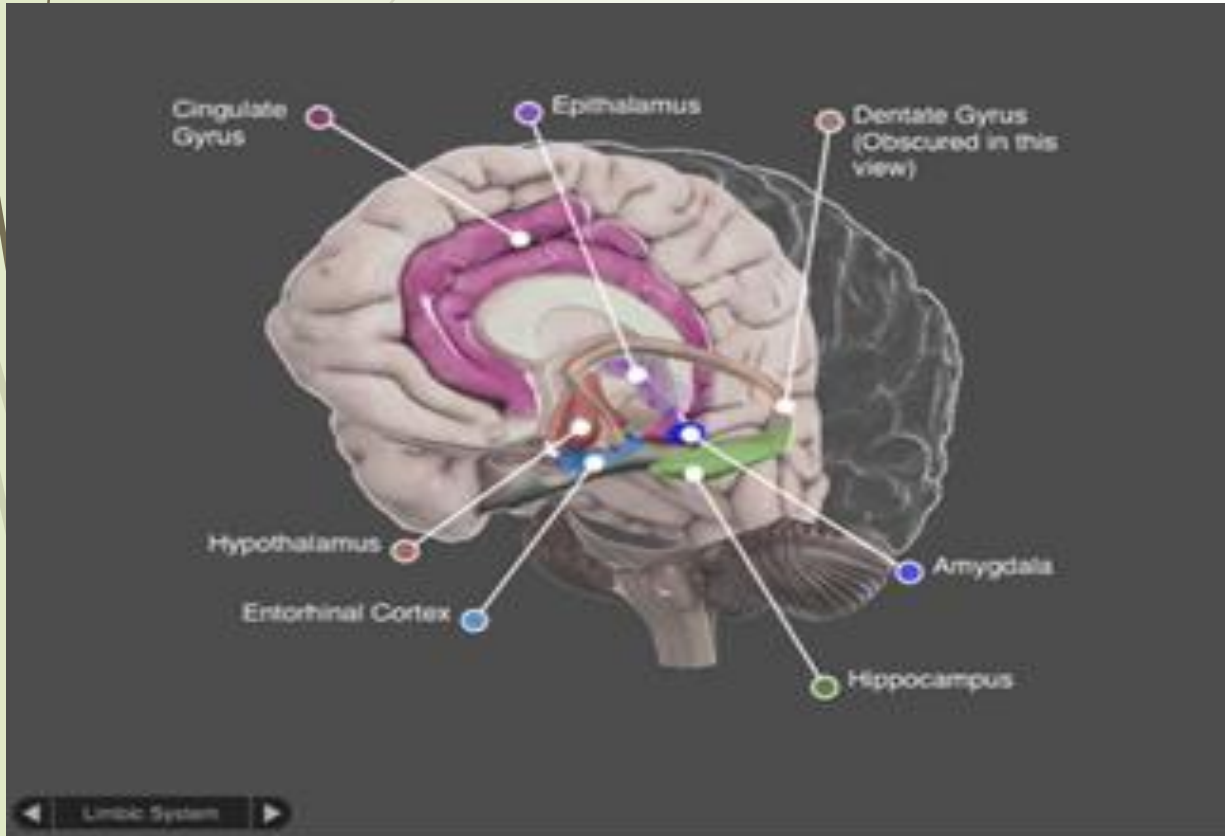 Cingulate
Gyrus
Epithalamus
Dentate Gyrus
(Obscured in this
view)
Hypothalamus
Entorhinal Cortex
Amygdala
Hippocampus
Limbic System